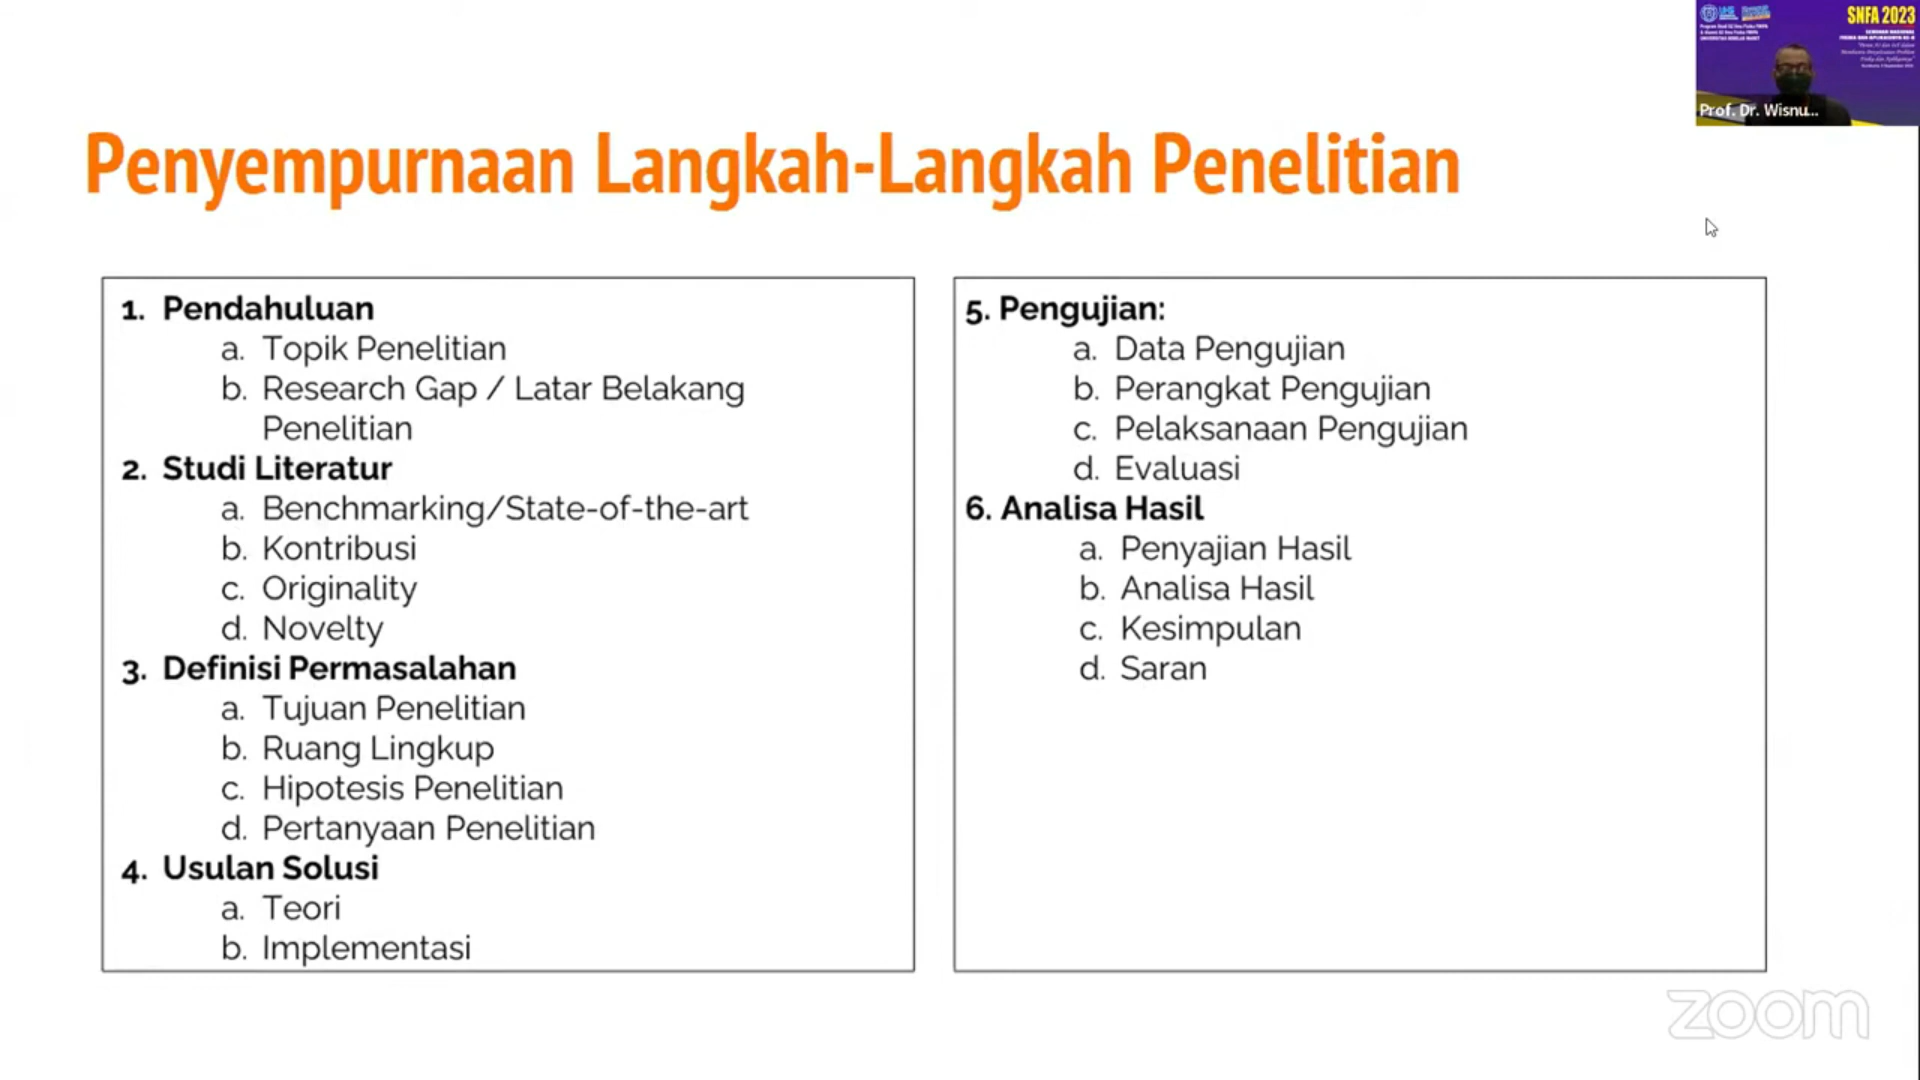 SNFA 2023
Prof. Dr. Wisnu...
Penyempurnaan Langkah-Langkah Penelitian
1. Pendahuluan
a. Topik Penelitian
b. Research Gap / Latar Belakang
Penelitian
2. Studi Literatur
a. Benchmarking/State-of-the-art
b. Kontribusi
c. Originality
d. Novelty
3. Definisi Permasalahan
a. Tujuan Penelitian
b. Ruang Lingkup
c. Hipotesis Penelitian
d. Pertanyaan Penelitian
4. Usulan Solusi
a. Teori
b. Implementasi
5. Pengujian:
a. Data Pengujian
b. Perangkat Pengujian
c. Pelaksanaan Pengujian
d. Evaluasi
6. Analisa Hasil
a. Penyajian Hasil
b. Analisa Hasil
c. Kesimpulan
d. Saran
zoom